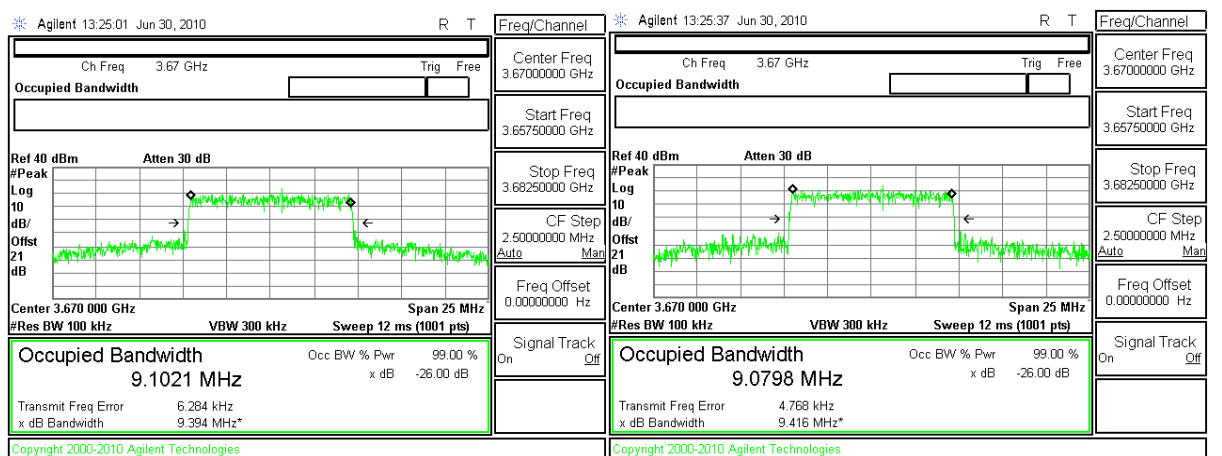 Agilent 13:25:01 Jun 30, 2010 R T Freq/Channel
Ch Freq 3.67 GHz Trig Free
Occupied Bandwidth
Center Freq
3.67000000 GHz
Start Freq
3.65750000 GHz
Stop Freq
3.68250000 GHz
CF Step
2.50000000 MHz
Auto Man
Freq Offset
0.00000000 Hz
Signal Track
On Off
Ref 40 dBm Atten 30 dB
#Peak
Log
10
dB/
Offst
21
dB
Center 3.670 000 GHz Span 25 MHz
#Res BW 100 kHz VBW 300 kHz Sweep 12 ms (1001 pts)
Occupied Bandwidth Occ BW % Pwr 99.00 %
9.1021 MHz x dB -26.00 dB
Transmit Freq Error 6.284 kHz
x dB Bandwidth 9.394 MHz*
Copyright 2000-2010 Agilent Technologies
Agilent 13:25:37 Jun 30, 2010 R T Freq/Channel
Ch Freq 3.67 GHz Trig Free
Occupied Bandwidth
Center Freq
3.67000000 GHz
Start Freq
3.65750000 GHz
Stop Freq
3.68250000 GHz
CF Step
2.50000000 MHz
Auto Man
Freq Offset
0.00000000 Hz
Signal Track
On Off
Ref 40 dBm Atten 30 dB
#Peak
Log
10
dB/
Offst
21
dB
Center 3.670 000 GHz Span 25 MHz
#Res BW 100 kHz VBW 300 kHz Sweep 12 ms (1001 pts)
Occupied Bandwidth Occ BW % Pwr 99.00 %
9.0798 MHz x dB -26.00 dB
Transmit Freq Error 4.768 kHz
x dB Bandwidth 9.416 MHz*
Copyright 2000-2010 Agilent Technologies